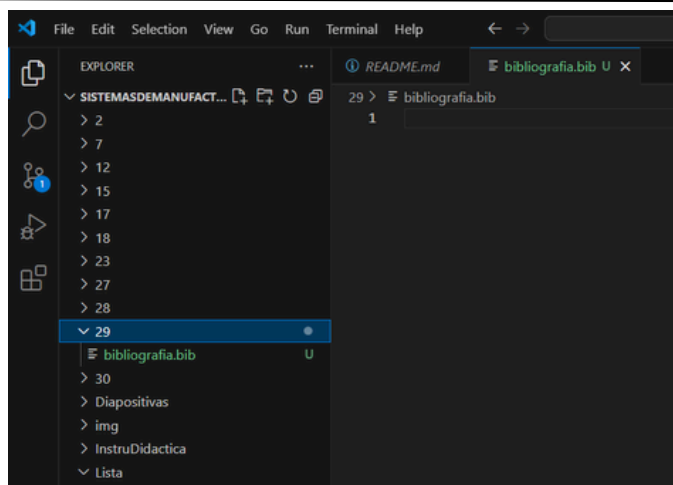 File Edit Selection View Go Run Terminal Help
EXPLORER
SISTEMASDEMANUFACT...
2
7
12
15
17
18
23
27
28
29
bibliografia.bib U
30
Diapositivas
img
InstruDidactica
Lista
README.md
bibliografia.bib U
29 > bibliografia.bib
1
1